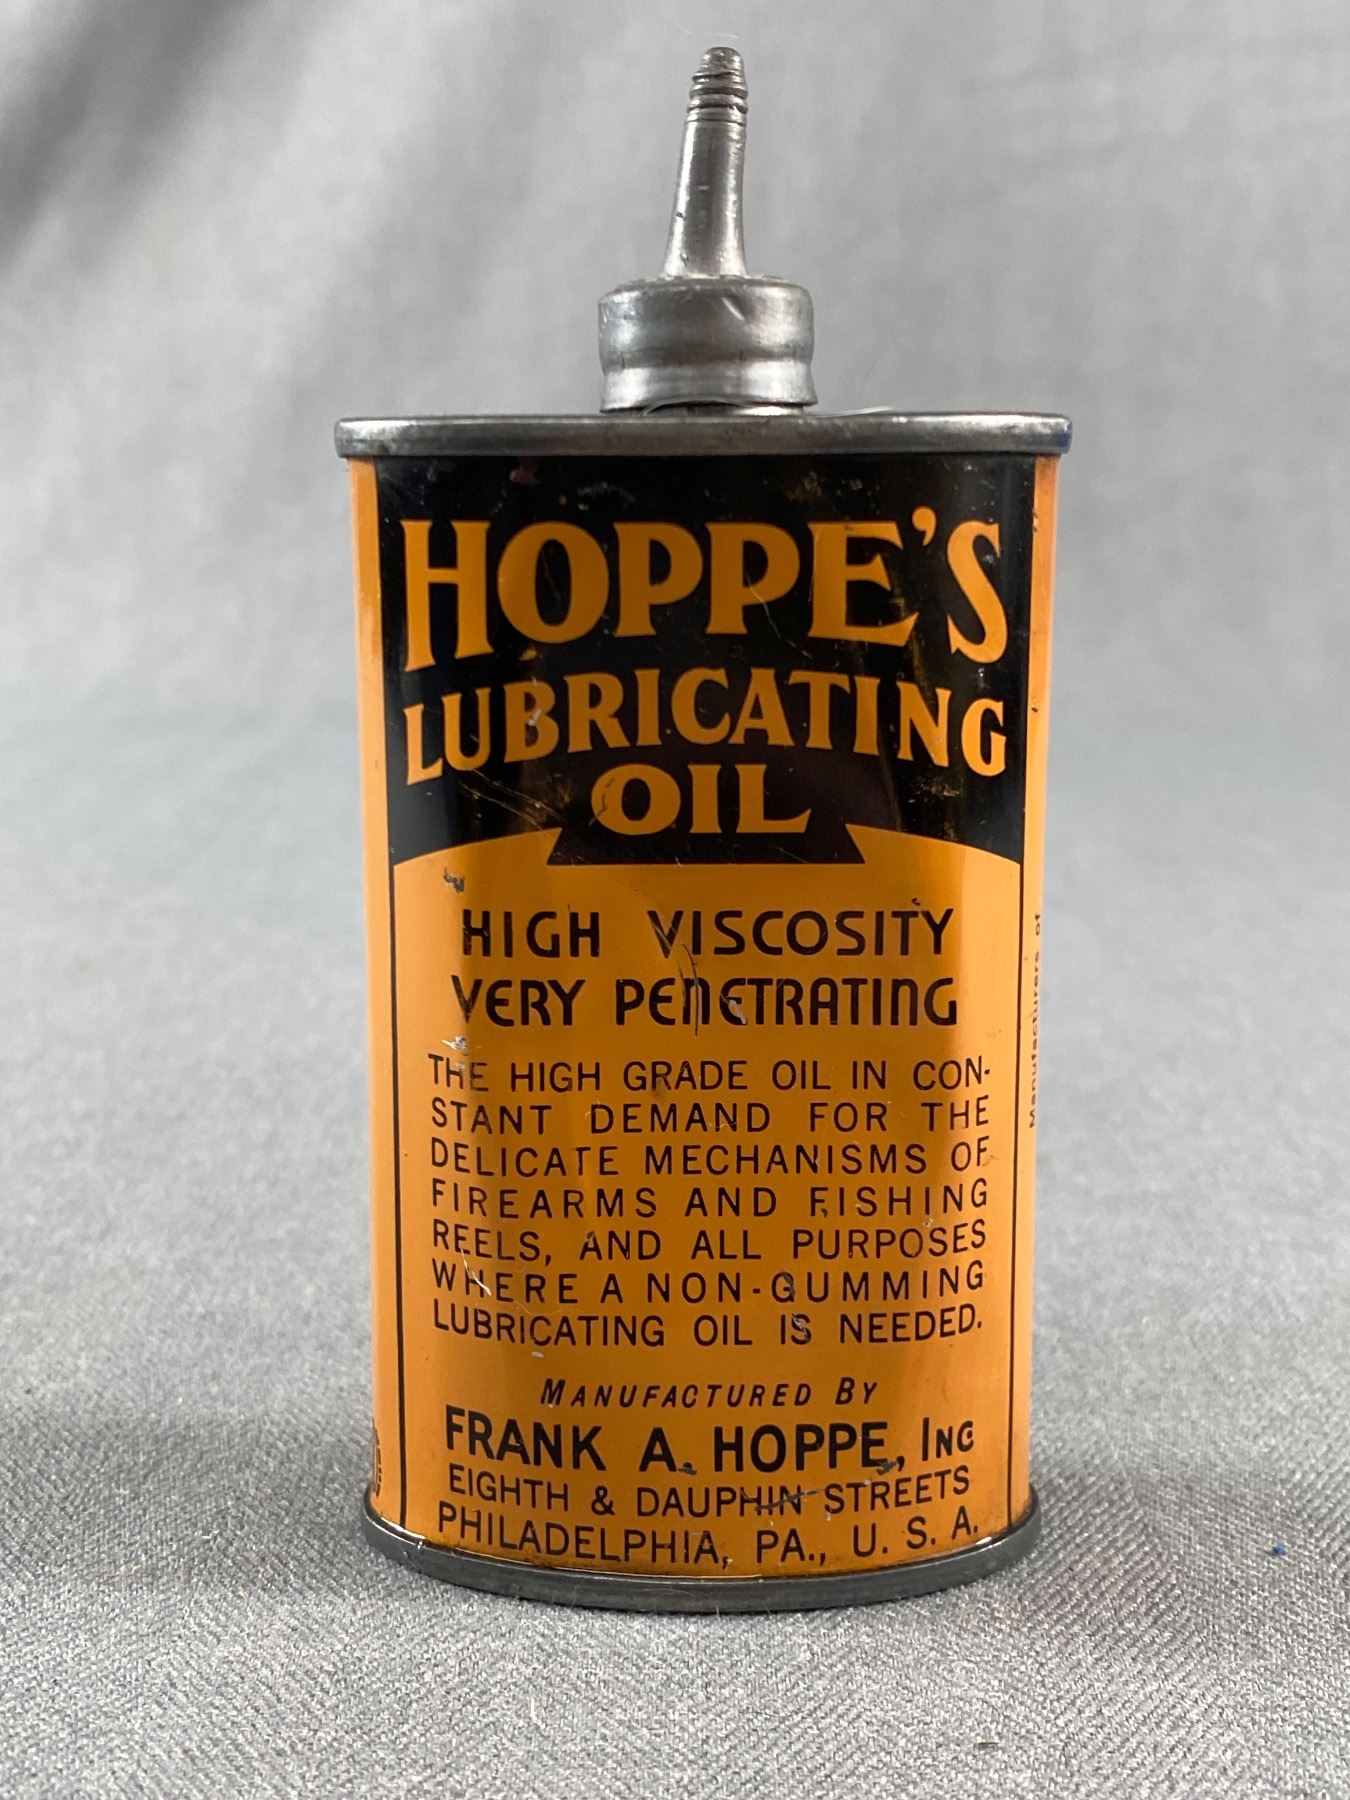 HOPPE'S
LUBRICATING
OIL
HIGH VISCOSITY
VERY PENETRATING
THE HIGH GRADE OIL IN CON-
STANT DEMAND FOR THE
DELICATE MECHANISMS OF
FIREARMS AND FISHING
REELS, AND ALL PURPOSES
WHERE A NON-GUMMING
LUBRICATING OIL IS NEEDED.
MANUFACTURED BY
FRANK A. HOPPE, INC
EIGHTH & DAUPHIN STREETS
PHILADELPHIA, PA., U. S. A.
Manufacturers of